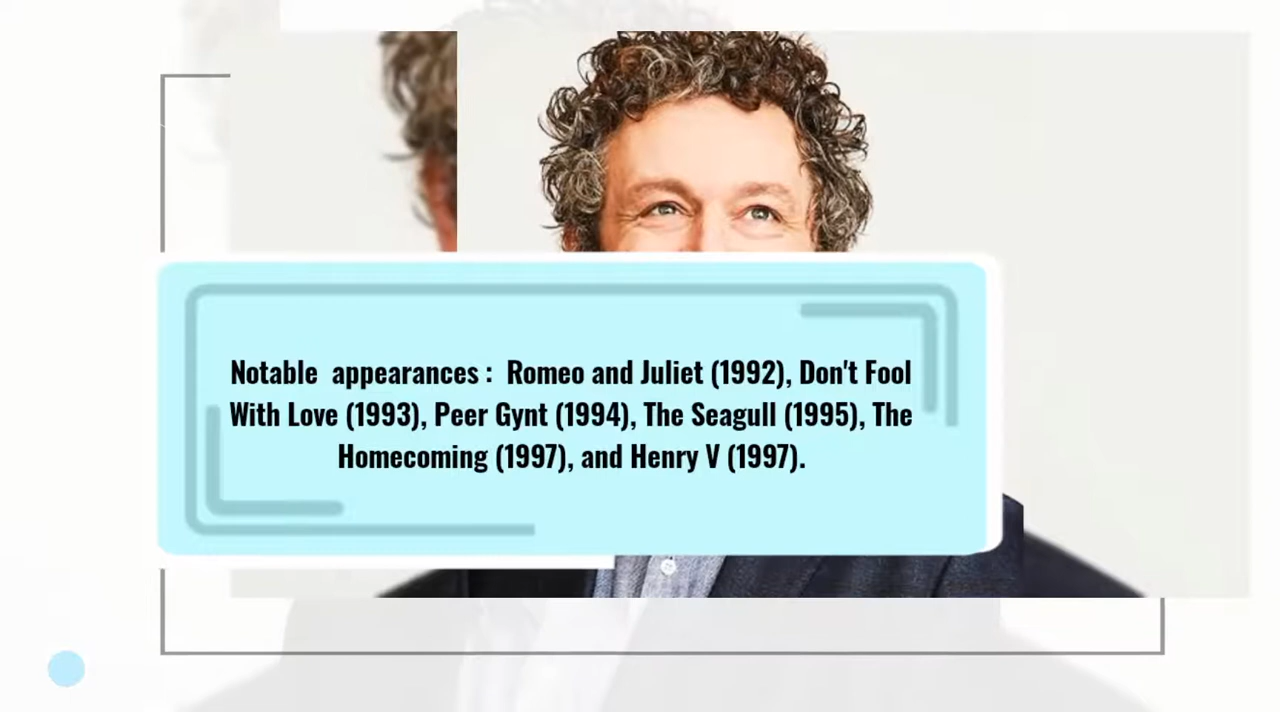 Notable appearances : Romeo and Juliet (1992), Don't Fool
With Love (1993), Peer Gynt (1994), The Seagull (1995), The
Homecoming (1997), and Henry V (1997).